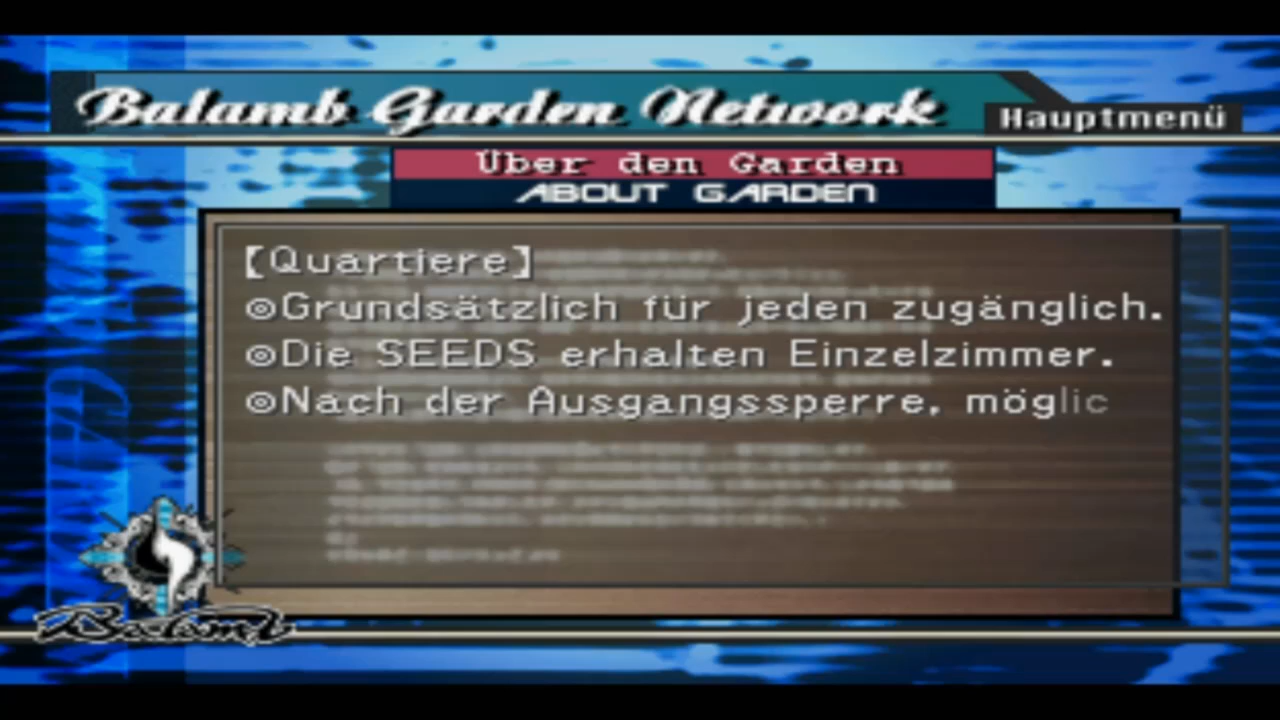 Balamb Garden Network
Hauptmenü
Über den Garden
ABOUT GARDEN
【Quartiere】
◎Grundsätzlich für jeden zugänglich.
◎Die SEEDS erhalten Einzelzimmer.
◎Nach der Ausgangssperre, möglic
Balamb